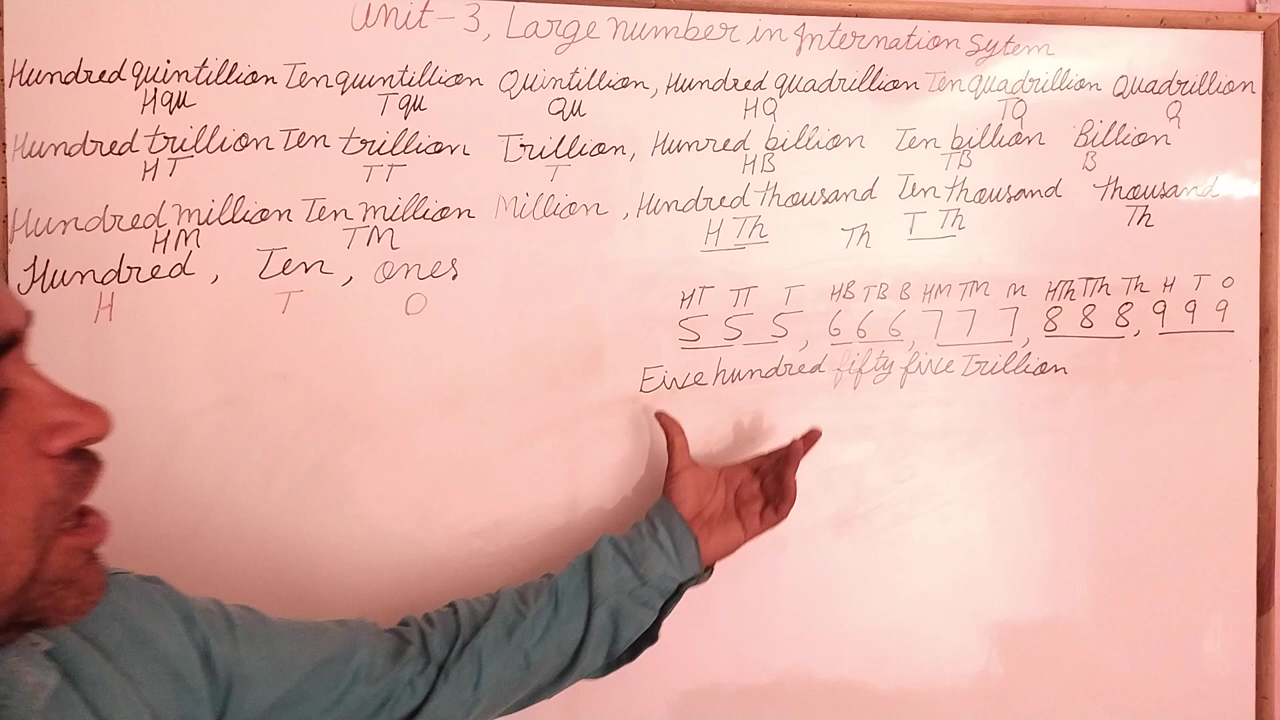 Unit-3, Large number in Internation Sytem
Hundred quintillion Ten quintillion Quintillion, Hundred quadrillion Ten quadrillion Quadrillion
Hqu Tqu Qu HQ TQ Q
Hundred trillion Ten trillion Trillion, Hunred billion Ten billion Billion
HT TT T HB TB B
Hundred million Ten million Million, Hundred thousand Ten thousand thousand
HM TM H Th Th T Th Th
Hundred, Ten, ones
H T O
HT TT T HB TB B HM TM M HTh TTh Th H T O
555, 666, 777, 888, 999
Five hundred fifty five Trillion